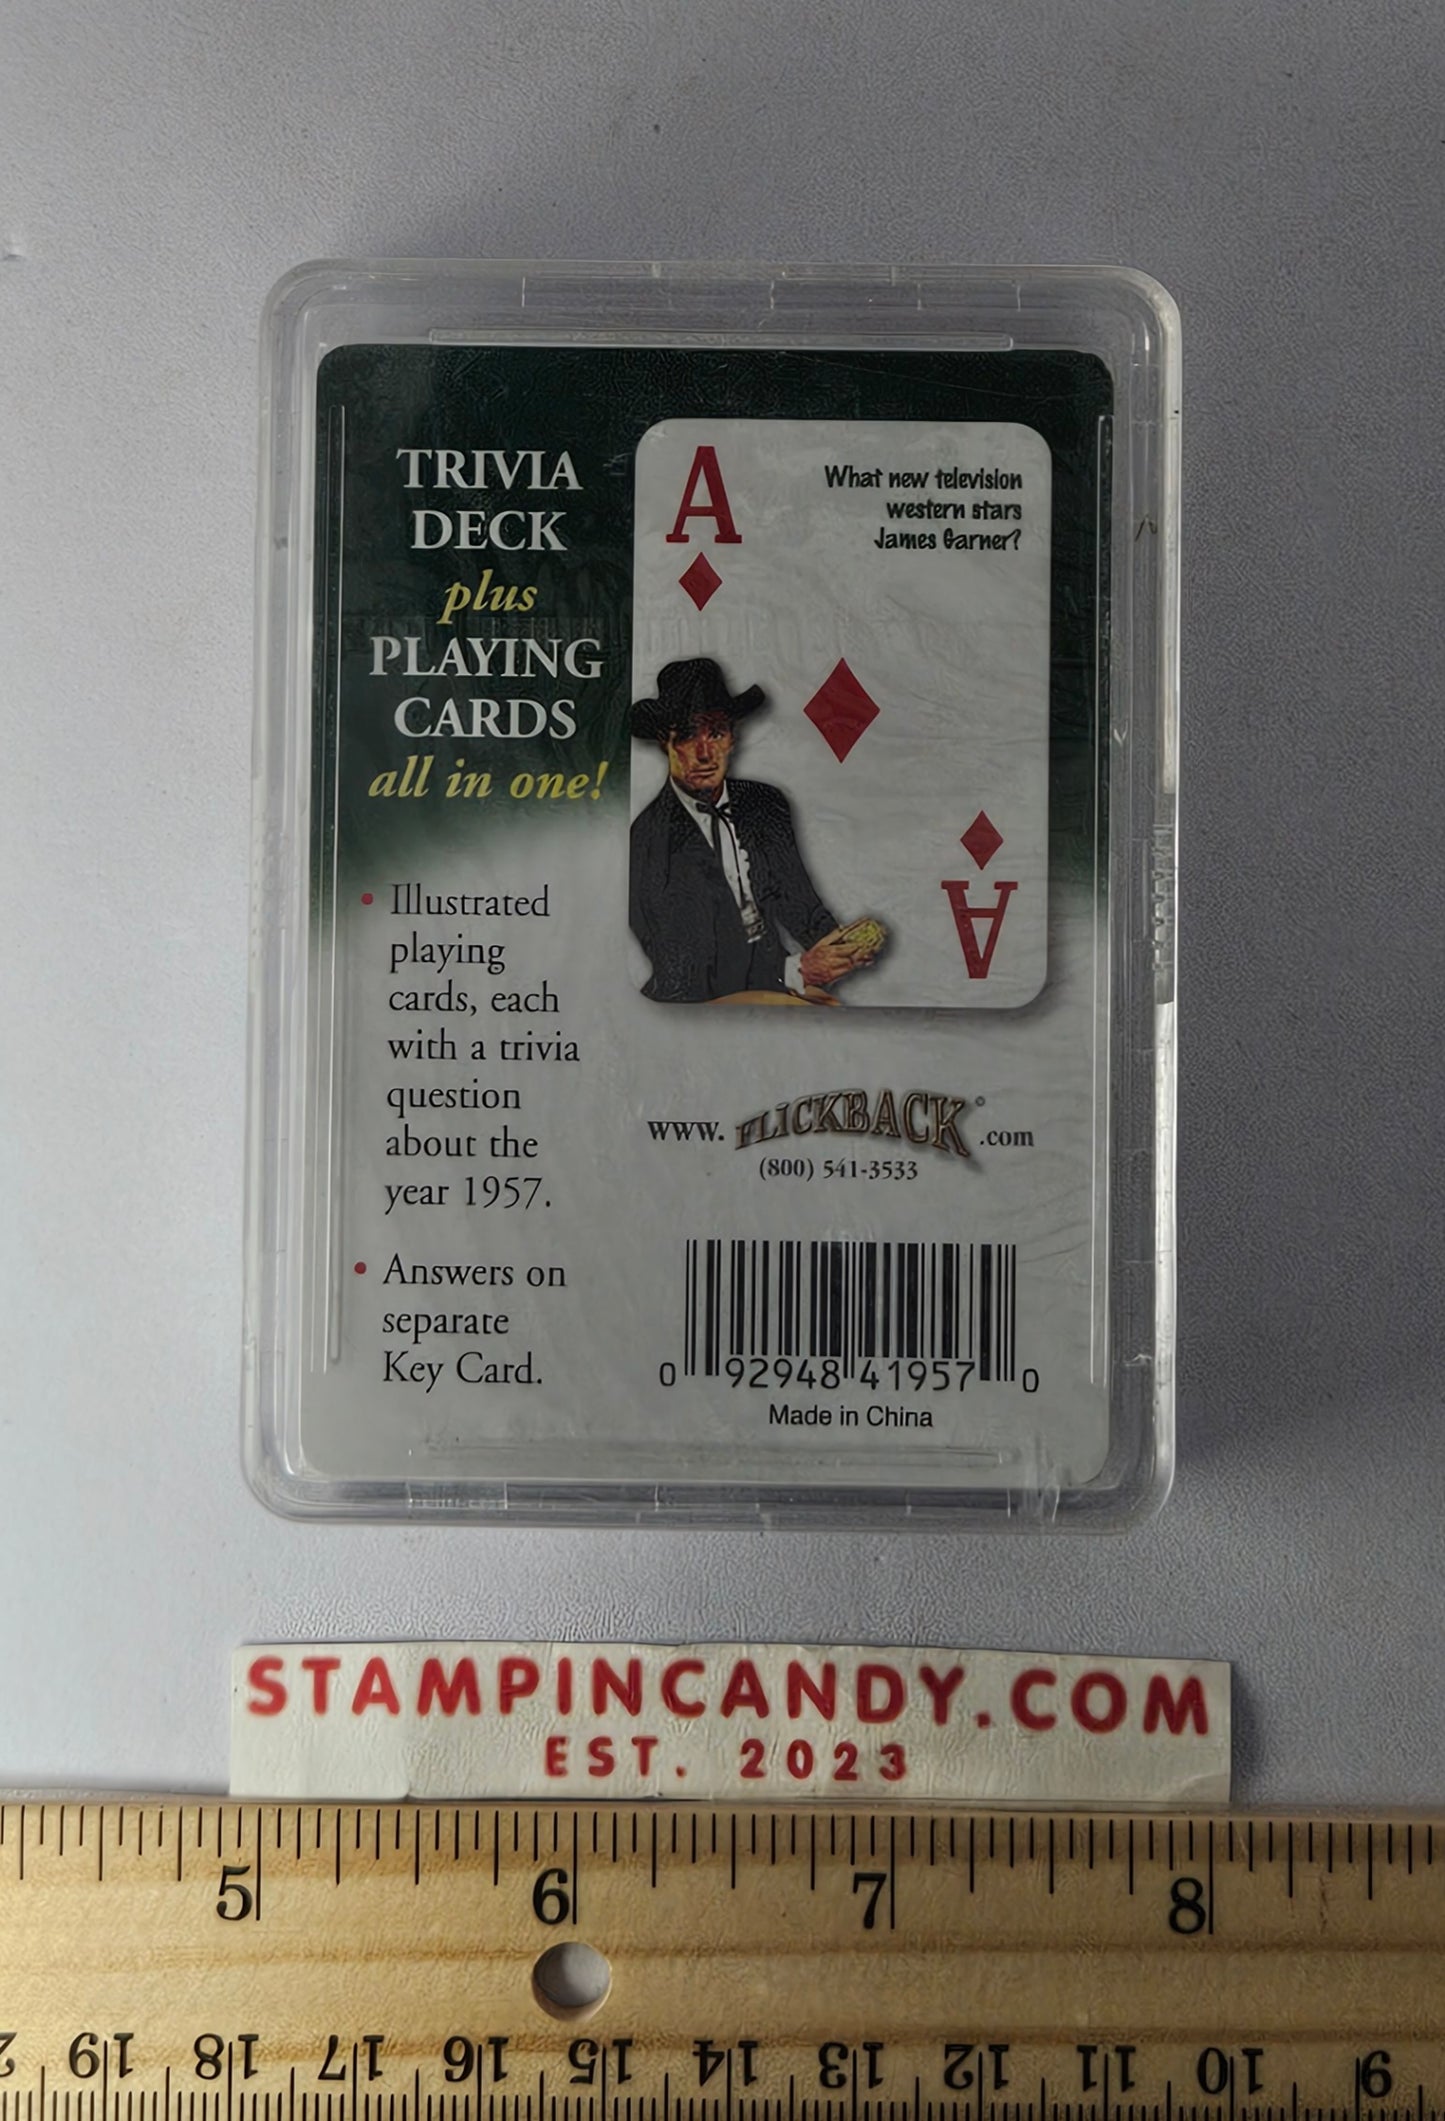 TRIVIA
DECK
plus
PLAYING
CARDS
all in one!
• Illustrated
playing
cards, each
with a trivia
question
about the
year 1957.
• Answers on
separate
Key Card.
A
What new television
western stars
James Garner?
A
www.FLICKBACK©.com
(800) 541-3533
0 92948 41957 0
Made in China
STAMPINCANDY.COM
EST. 2023
5 6 7 8
19 18 17 16 15 14 13 12 11 10 9